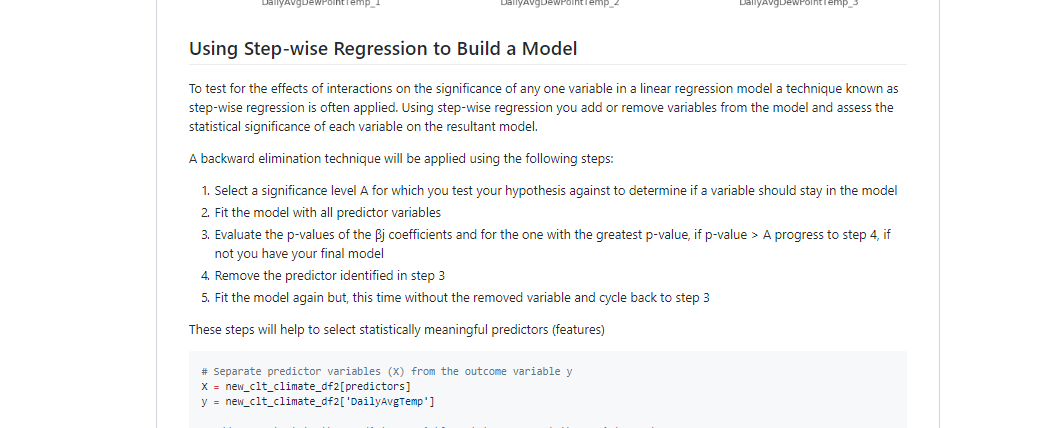 DailyAvgDewPointTemp_1 DailyAvgDewPointTemp_2 DailyAvgDewPointTemp_3
Using Step-wise Regression to Build a Model
To test for the effects of interactions on the significance of any one variable in a linear regression model a technique known as
step-wise regression is often applied. Using step-wise regression you add or remove variables from the model and assess the
statistical significance of each variable on the resultant model.
A backward elimination technique will be applied using the following steps:
1. Select a significance level A for which you test your hypothesis against to determine if a variable should stay in the model
2. Fit the model with all predictor variables
3. Evaluate the p-values of the βj coefficients and for the one with the greatest p-value, if p-value > A progress to step 4, if
not you have your final model
4. Remove the predictor identified in step 3
5. Fit the model again but, this time without the removed variable and cycle back to step 3
These steps will help to select statistically meaningful predictors (features)
# Separate predictor variables (X) from the outcome variable y
X = new_clt_climate_df2[predictors]
y = new_clt_climate_df2['DailyAvgTemp']